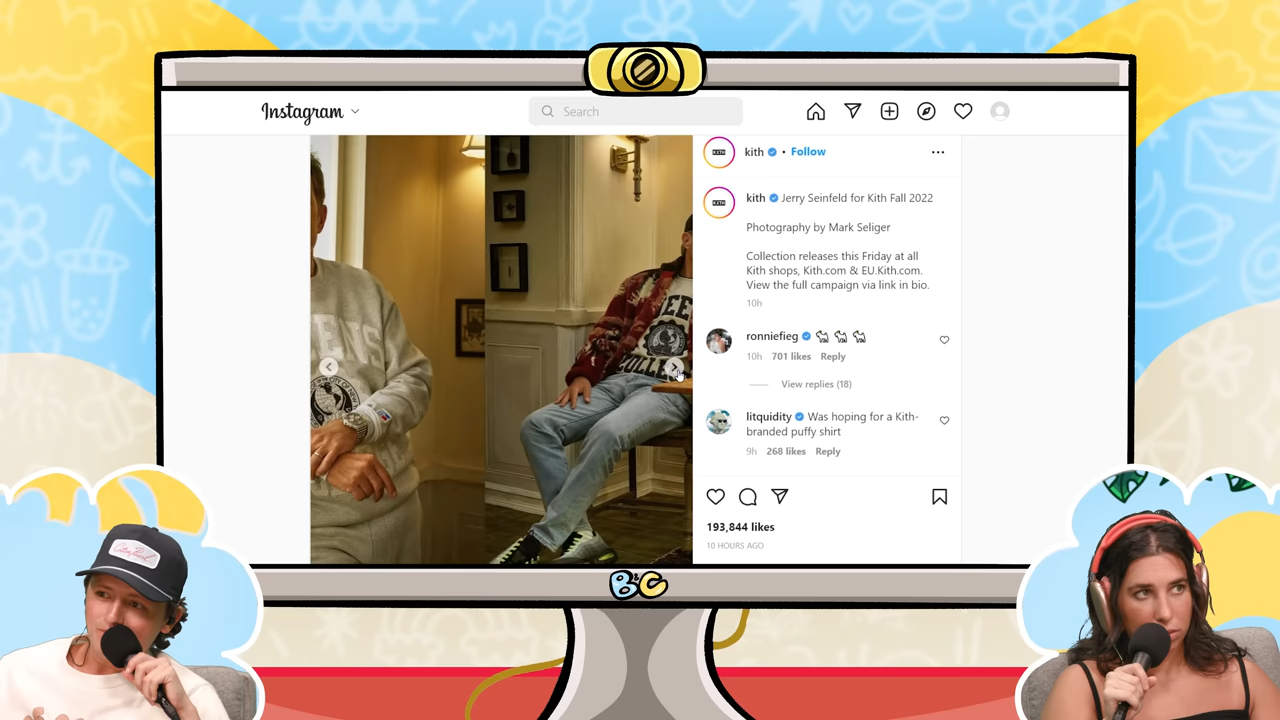 Instagram
Search
kith • Follow
kith Jerry Seinfeld for Kith Fall 2022
Photography by Mark Seliger
Collection releases this Friday at all
Kith shops, Kith.com & EU.Kith.com.
View the full campaign via link in bio.
10h
ronniefieg
10h 701 likes Reply
View replies (18)
litquidity Was hoping for a Kith-
branded puffy shirt
9h 268 likes Reply
193,844 likes
10 HOURS AGO
B&C